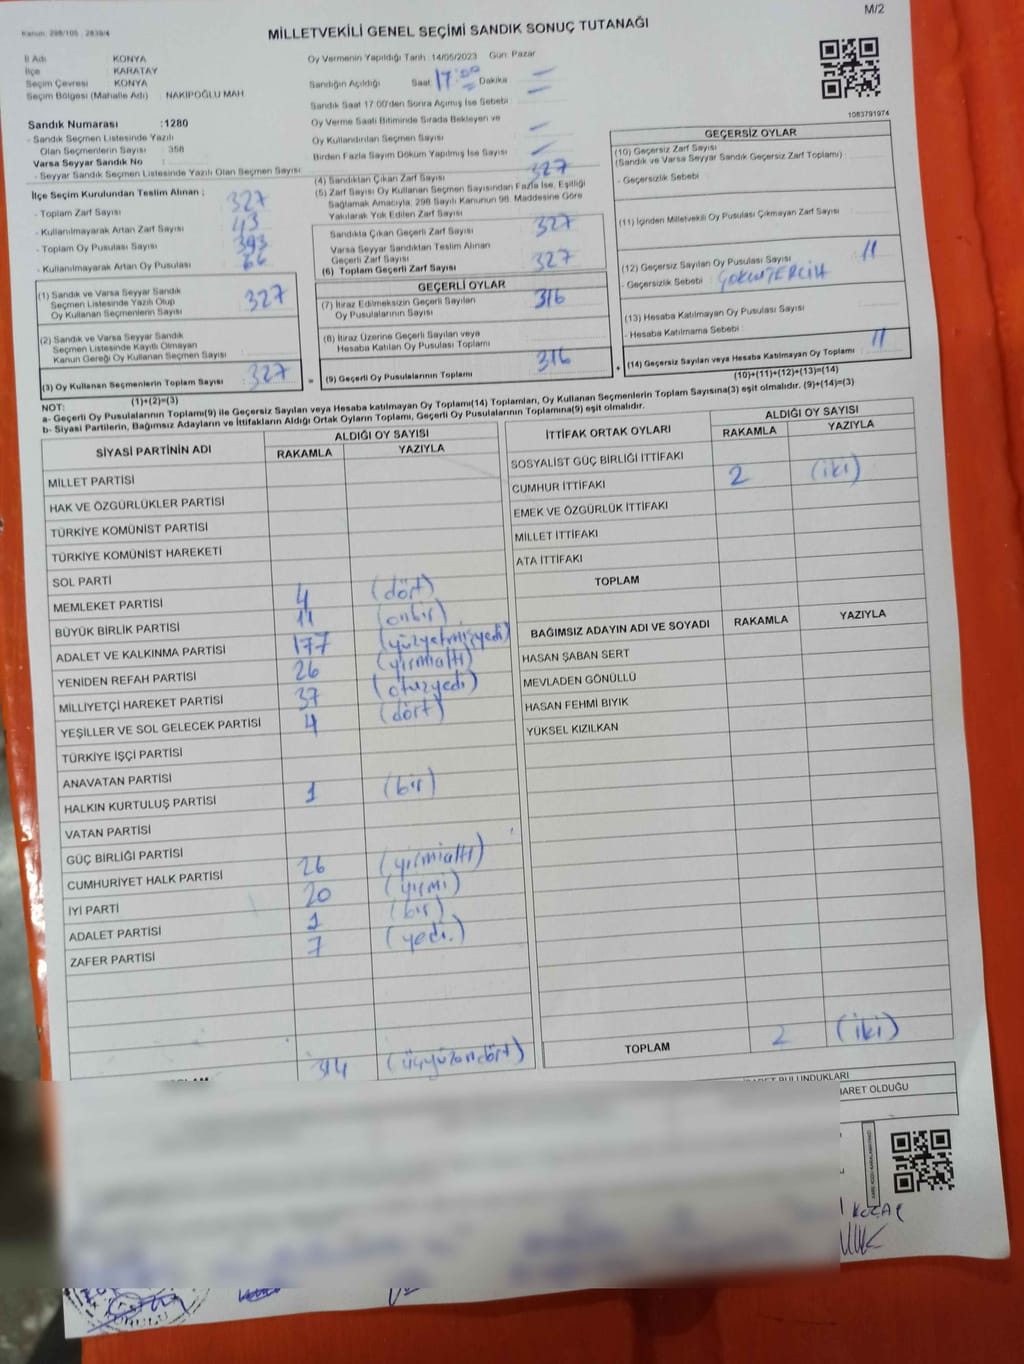 M/2
Kanun: 298/105 , 2839/4
MİLLETVEKİLİ GENEL SEÇİMİ SANDIK SONUÇ TUTANAĞI
İl Adı : KONYA
İlçe : KARATAY
Seçim Çevresi : KONYA
Seçim Bölgesi (Mahalle Adı) NAKIPOĞLU MAH.
Oy Vermenin Yapıldığı Tarih :14/05/2023 Gün: Pazar
Sandığın Açıldığı Saat 17:00 Dakika
Sandık Saat 17:00'den Sonra Açımış İse Sebebi
Oy Verme Saati Bitiminde Sırada Bekleyen ve
Oy Kullandırılan Seçmen Sayısı
Birden Fazla Sayım Döküm Yapılmış İse Sayısı
1083791974
Sandık Numarası :1280
- Sandık Seçmen Listesinde Yazılı
Olan Seçmenlerin Sayısı : 358
Varsa Seyyar Sandık No :
- Seyyar Sandık Seçmen Listesinde Yazılı Olan Seçmen Sayısı
İlçe Seçim Kurulundan Teslim Alınan ;
- Toplam Zarf Sayısı 327
- Kullanılmayarak Artan Zarf Sayısı 43
- Toplam Oy Pusulası Sayısı 393
- Kullanılmayarak Artan Oy Pusulası 66
(1) Sandık ve Varsa Seyyar Sandık
Seçmen Listesinde Yazılı Olup
Oy Kullanan Seçmenlerin Sayısı 327
(2) Sandık ve Varsa Seyyar Sandık
Seçmen Listesinde Kayıtlı Olmayan
Kanun Gereği Oy Kullanan Seçmen Sayısı
(3) Oy Kullanan Seçmenlerin Toplam Sayısı : 327
(1)+(2)=(3)
(4) Sandıktan Çıkan Zarf Sayısı 327
(5) Zarf Sayısı Oy Kullanan Seçmen Sayısından Fazla İse, Eşitliği
Sağlamak Amacıyla, 298 Sayılı Kanunun 98. Maddesine Göre
Yakılarak Yok Edilen Zarf Sayısı
Sandıkta Çıkan Geçerli Zarf Sayısı 327
Varsa Seyyar Sandıktan Teslim Alınan
Geçerli Zarf Sayısı
(6) Toplam Geçerli Zarf Sayısı 327
GEÇERLİ OYLAR
(7) İtiraz Edilmeksizin Geçerli Sayılan
Oy Pusulalarının Sayısı 316
(8) İtiraz Üzerine Geçerli Sayılan veya
Hesaba Katılan Oy Pusulası Toplamı
= (9) Geçerli Oy Pusulalarının Toplamı 316
GEÇERSİZ OYLAR
(10) Geçersiz Zarf Sayısı
(Sandık ve Varsa Seyyar Sandık Geçersiz Zarf Toplamı) :
- Geçersizlik Sebebi :
(11) İçinden Milletvekili Oy Pusulası Çıkmayan Zarf Sayısı
(12) Geçersiz Sayılan Oy Pusulası Sayısı 11
- Geçersizlik Sebebi :
(13) Hesaba Katılmayan Oy Pusulası Sayısı
- Hesaba Katılmama Sebebi :
+ (14) Geçersiz Sayılan veya Hesaba Katılmayan Oy Toplamı : 11
(10)+(11)+(12)+(13)=(14)
NOT:
a- Geçerli Oy Pusulalarının Toplamı(9) ile Geçersiz Sayılan veya Hesaba katılmayan Oy Toplamı(14) Toplamları, Oy Kullanan Seçmenlerin Toplam Sayısına(3) eşit olmalıdır. (9)+(14)=(3)
b- Siyasi Partilerin, Bağımsız Adayların ve İttifakların Aldığı Ortak Oyların Toplamı, Geçerli Oy Pusulalarının Toplamına(9) eşit olmalıdır.
SİYASİ PARTİNİN ADI ALDIĞI OY SAYISI
RAKAMLA YAZIYLA
MİLLET PARTİSİ
HAK VE ÖZGÜRLÜKLER PARTİSİ
TÜRKİYE KOMÜNİST PARTİSİ
TÜRKİYE KOMÜNİST HAREKETİ
SOL PARTİ
MEMLEKET PARTİSİ 4 (dört)
BÜYÜK BİRLİK PARTİSİ 11 (onbir)
ADALET VE KALKINMA PARTİSİ 177 (yüzyetmişyedi)
YENİDEN REFAH PARTİSİ 26 (yirmialtı)
MİLLİYETÇİ HAREKET PARTİSİ 37 (otuzyedi)
YEŞİLLER VE SOL GELECEK PARTİSİ 4 (dört)
TÜRKİYE İŞÇİ PARTİSİ
ANAVATAN PARTİSİ
HALKIN KURTULUŞ PARTİSİ 1 (bir)
VATAN PARTİSİ
GÜÇ BİRLİĞİ PARTİSİ
CUMHURİYET HALK PARTİSİ 26 (yirmialtı)
İYİ PARTİ 20 (yirmi)
ADALET PARTİSİ 1 (bir)
ZAFER PARTİSİ 7 (yedi.)
314 (üçyüzondört)
İTTİFAK ORTAK OYLARI ALDIĞI OY SAYISI
RAKAMLA YAZIYLA
SOSYALİST GÜÇ BİRLİĞİ İTTİFAKI
CUMHUR İTTİFAKI 2 (iki)
EMEK VE ÖZGÜRLÜK İTTİFAKI
MİLLET İTTİFAKI
ATA İTTİFAKI
TOPLAM
BAĞIMSIZ ADAYIN ADI VE SOYADI RAKAMLA YAZIYLA
HASAN ŞABAN SERT
MEVLADEN GÖNÜLLÜ
HASAN FEHMİ BIYIK
YÜKSEL KIZILKAN
TOPLAM 2 (iki)
BULUNDUKLARI
İBARET OLDUĞU
KOÇAK